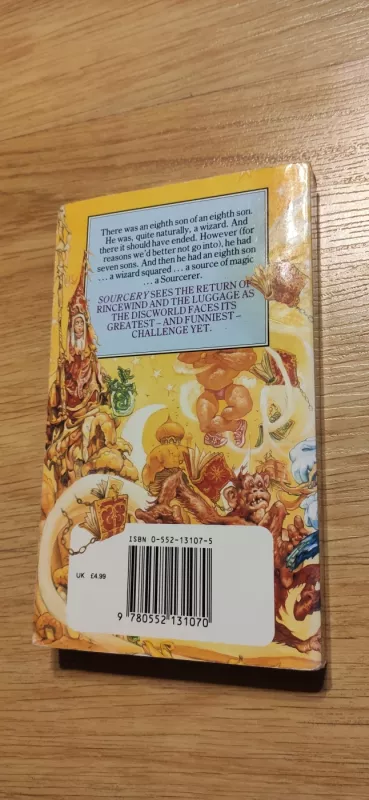 There was an eighth son of an eighth son.
He was, quite naturally, a wizard. And
there it should have ended. However (for
reasons we'd better not go into), he had
seven sons. And then he had an eighth son
. . . a wizard squared . . . a source of magic
. . . a Sourcerer.
SOURCERY SEES THE RETURN OF
RINCEWIND AND THE LUGGAGE AS
THE DISCWORLD FACES ITS
GREATEST – AND FUNNIEST –
CHALLENGE YET.
ISBN 0-552-13107-5
UK £4.99
9 780552 131070